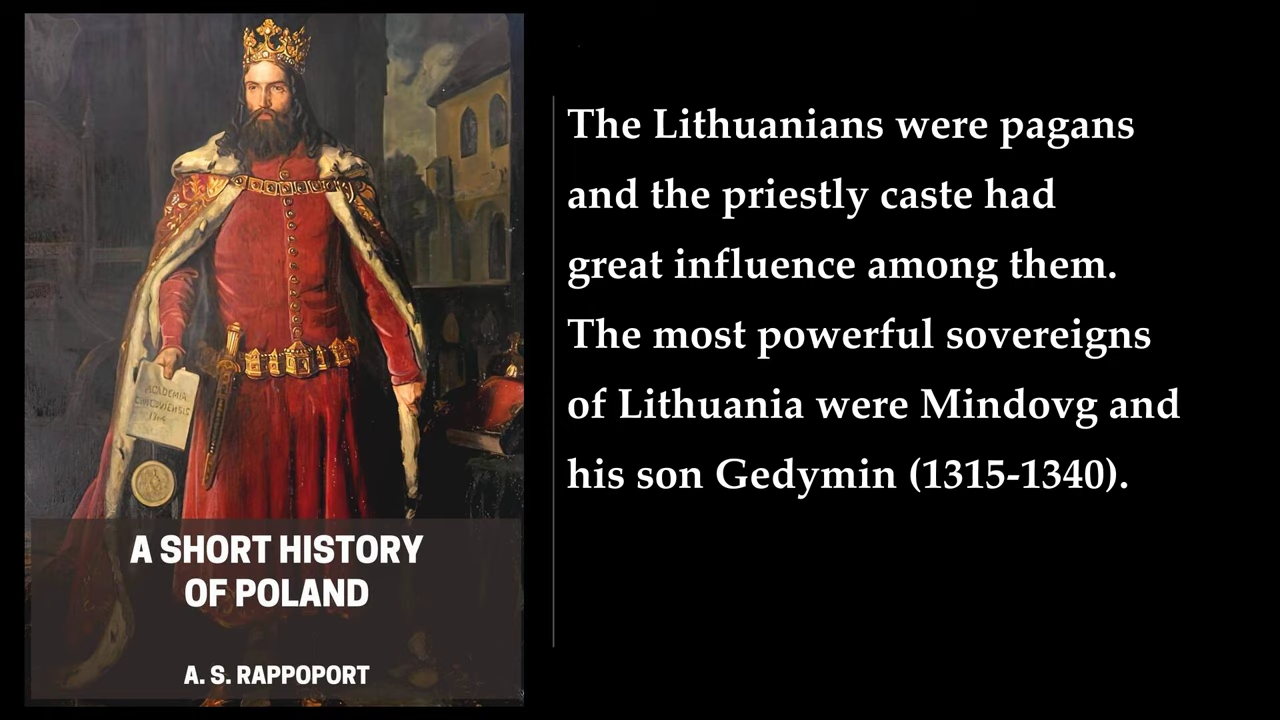 ACADEMIA
A SHORT HISTORY
OF POLAND
A. S. RAPPOPORT
The Lithuanians were pagans
and the priestly caste had
great influence among them.
The most powerful sovereigns
of Lithuania were Mindovg and
his son Gedymin (1315-1340).